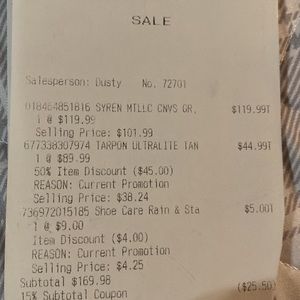 SALE
Salesperson: Dusty No. 72701
018464851816 SYREN MTLLC CNVS GR, $119.99T
1 @ $119.99
Selling Price: $101.99
677338307974 TARPON ULTRALITE TAN $44.99T
1 @ $89.99
50% Item Discount ($45.00)
REASON: Current Promotion
Selling Price: $38.24
736972015185 Shoe Care Rain & Sta $5.00T
1 @ $9.00
Item Discount ($4.00)
REASON: Current Promotion
Selling Price: $4.25
Subtotal $169.98
15% Subtotal Coupon ($25.50)